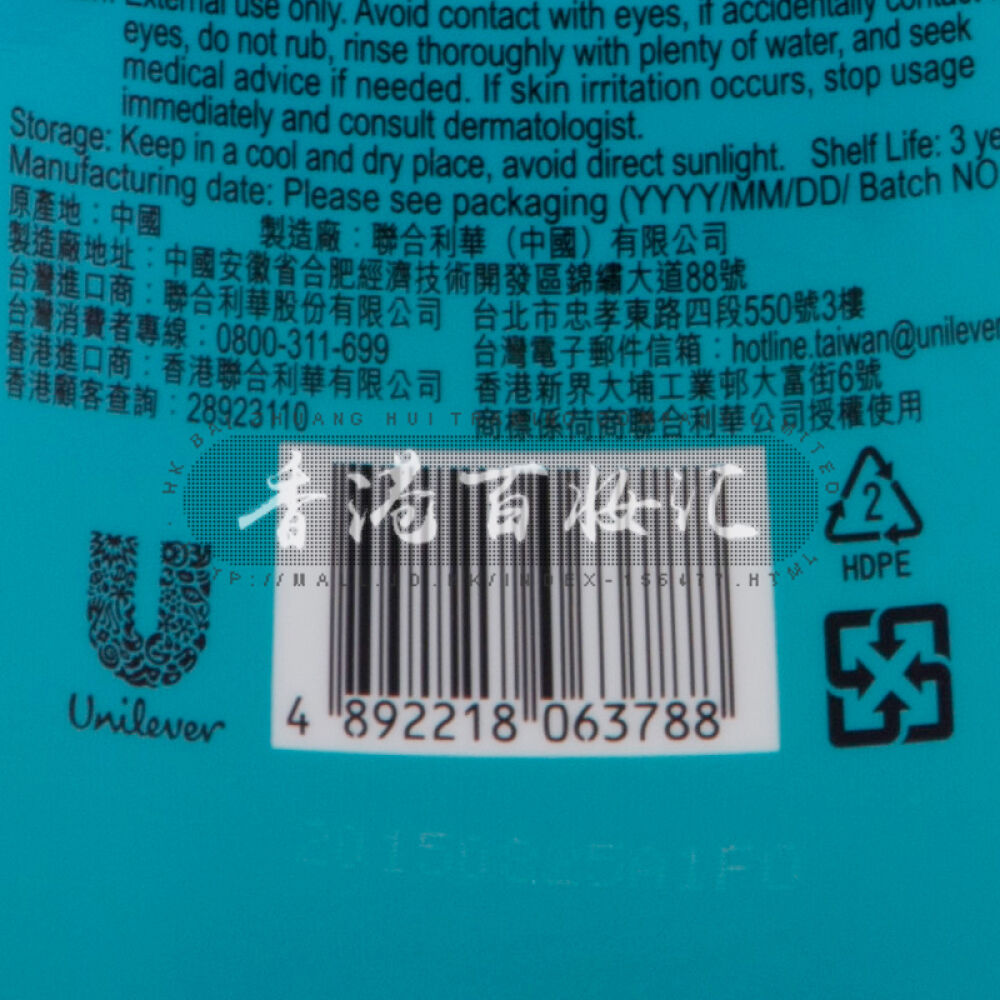 External use only. Avoid contact with eyes, if accidentally contact
eyes, do not rub, rinse thoroughly with plenty of water, and seek
medical advice if needed. If skin irritation occurs, stop usage
immediately and consult dermatologist.
Storage: Keep in a cool and dry place, avoid direct sunlight. Shelf Life: 3 ye
Manufacturing date: Please see packaging (YYYY/MM/DD/ Batch NO
原產地：中國 製造廠：聯合利華（中國）有限公司
製造廠地址：中國安徽省合肥經濟技術開發區錦繡大道88號
台灣進口商：聯合利華股份有限公司 台北市忠孝東路四段550號3樓
台灣消費者專線：0800-311-699 台灣電子郵件信箱：hotline.taiwan@unilever
香港進口商：香港聯合利華有限公司 香港新界大埔工業邨大富街6號
香港顧客查詢：28923110 商標係荷商聯合利華公司授權使用
香港百妆汇
2
HDPE
Unilever
4 892218 063788